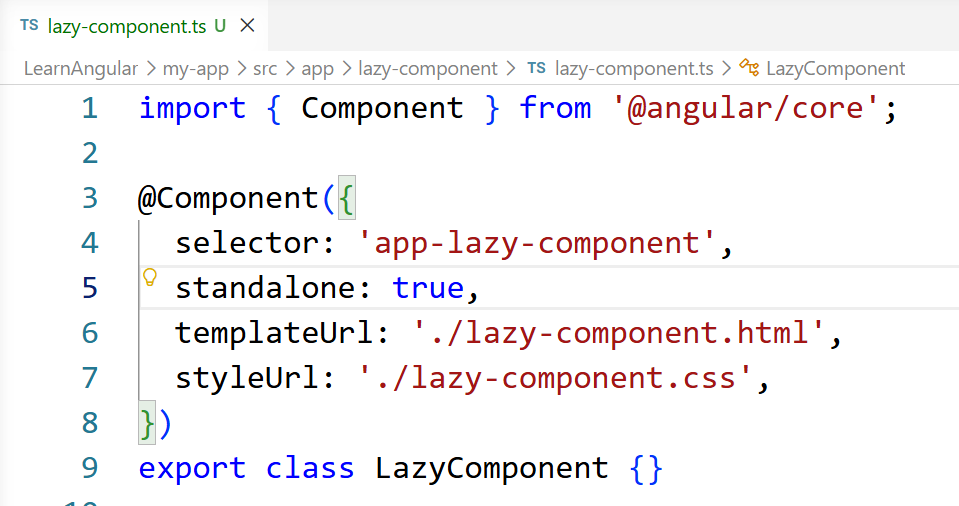 TS lazy-component.ts U ×
LearnAngular > my-app > src > app > lazy-component > TS lazy-component.ts > LazyComponent
1 import { Component } from '@angular/core';
2
3 @Component({
4   selector: 'app-lazy-component',
5   standalone: true,
6   templateUrl: './lazy-component.html',
7   styleUrl: './lazy-component.css',
8 })
9 export class LazyComponent {}